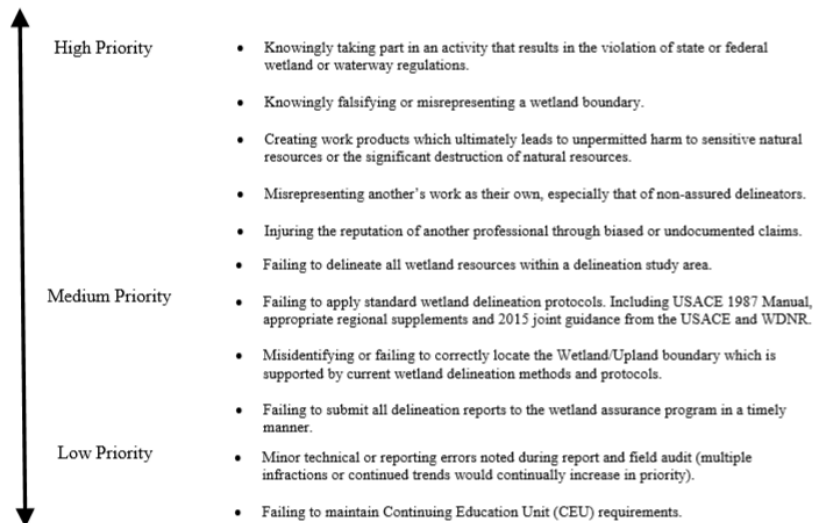 High Priority
• Knowingly taking part in an activity that results in the violation of state or federal
wetland or waterway regulations.
• Knowingly falsifying or misrepresenting a wetland boundary.
• Creating work products which ultimately leads to unpermitted harm to sensitive natural
resources or the significant destruction of natural resources.
• Misrepresenting another’s work as their own, especially that of non-assured delineators.
• Injuring the reputation of another professional through biased or undocumented claims.
• Failing to delineate all wetland resources within a delineation study area.
Medium Priority
• Failing to apply standard wetland delineation protocols. Including USACE 1987 Manual,
appropriate regional supplements and 2015 joint guidance from the USACE and WDNR.
• Misidentifying or failing to correctly locate the Wetland/Upland boundary which is
supported by current wetland delineation methods and protocols.
• Failing to submit all delineation reports to the wetland assurance program in a timely
manner.
Low Priority
• Minor technical or reporting errors noted during report and field audit (multiple
infractions or continued trends would continually increase in priority).
• Failing to maintain Continuing Education Unit (CEU) requirements.